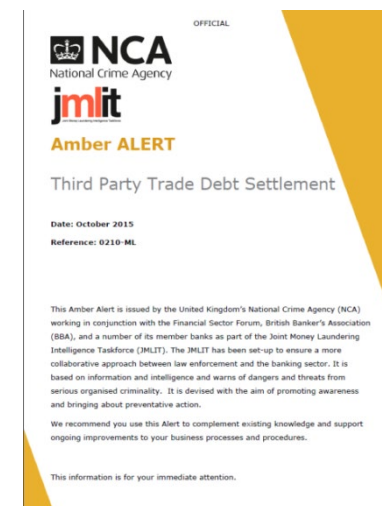 OFFICIAL
NCA
National Crime Agency
jmlit
Joint Money Laundering Intelligence Taskforce
Amber ALERT
Third Party Trade Debt Settlement
Date: October 2015
Reference: 0210-ML
This Amber Alert is issued by the United Kingdom's National Crime Agency (NCA)
working in conjunction with the Financial Sector Forum, British Banker's Association
(BBA), and a number of its member banks as part of the Joint Money Laundering
Intelligence Taskforce (JMLIT). The JMLIT has been set-up to ensure a more
collaborative approach between law enforcement and the banking sector. It is
based on information and intelligence and warns of dangers and threats from
serious organised criminality. It is devised with the aim of promoting awareness
and bringing about preventative action.
We recommend you use this Alert to complement existing knowledge and support
ongoing improvements to your business processes and procedures.
This information is for your immediate attention.